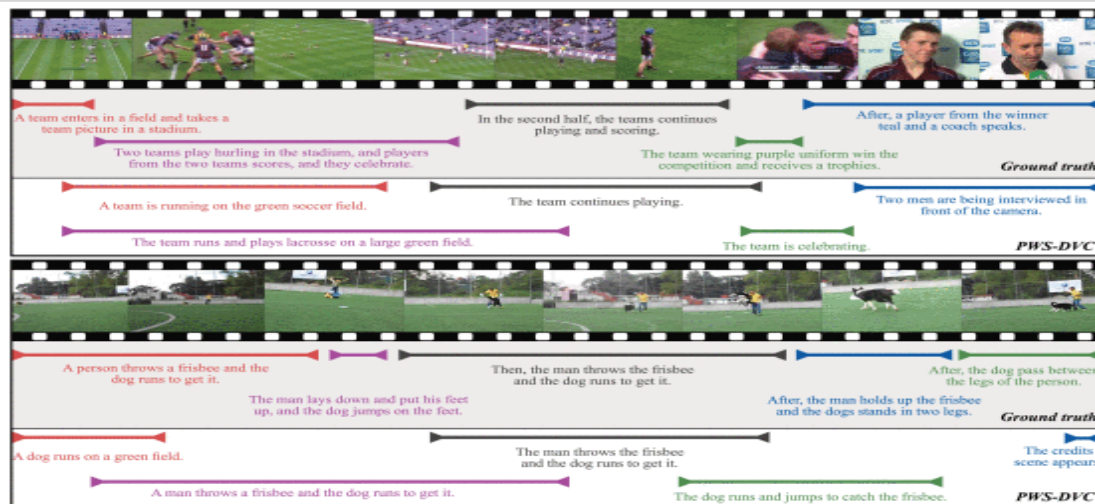 A team enters in a field and takes a
team picture in a stadium.
In the second half, the teams continues
playing and scoring.
After, a player from the winner
teal and a coach speaks.
Two teams play hurling in the stadium, and players
from the two teams scores, and they celebrate.
The team wearing purple uniform win the
competition and receives a trophies.
Ground truth
A team is running on the green soccer field.
The team continues playing.
Two men are being interviewed in
front of the camera.
The team runs and plays lacrosse on a large green field.
The team is celebrating.
PWS-DVC
A person throws a frisbee and the
dog runs to get it.
Then, the man throws the frisbee
and the dog runs to get it.
After, the dog pass between
the legs of the person.
The man lays down and put his feet
up, and the dog jumps on the feet.
After, the man holds up the frisbee
and the dogs stands in two legs.
Ground truth
A dog runs on a green field.
The man throws the frisbee
and the dog runs to get it.
The credits
scene appears
A man throws a frisbee and the dog runs to get it.
The dog runs and jumps to catch the frisbee.
PWS-DVC